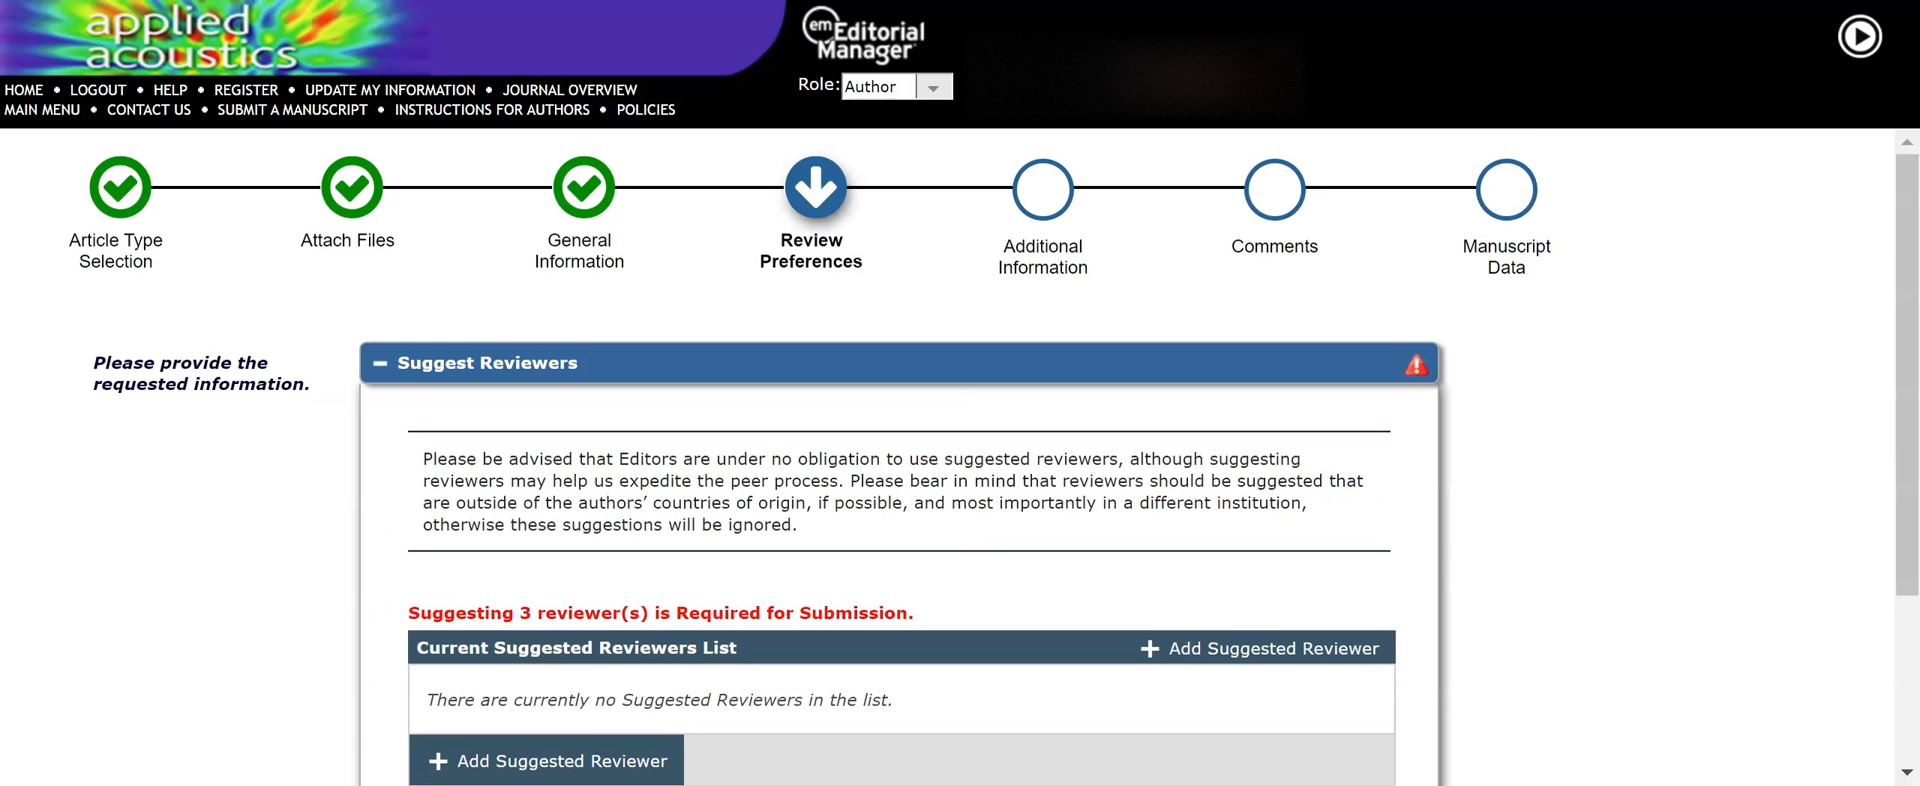 applied
acoustics
em Editorial
Manager
Role: Author
HOME • LOGOUT • HELP • REGISTER • UPDATE MY INFORMATION • JOURNAL OVERVIEW
MAIN MENU • CONTACT US • SUBMIT A MANUSCRIPT • INSTRUCTIONS FOR AUTHORS • POLICIES
Article Type
Selection
Attach Files
General
Information
Review
Preferences
Additional
Information
Comments
Manuscript
Data
Please provide the
requested information.
Suggest Reviewers
Please be advised that Editors are under no obligation to use suggested reviewers, although suggesting
reviewers may help us expedite the peer process. Please bear in mind that reviewers should be suggested that
are outside of the authors’ countries of origin, if possible, and most importantly in a different institution,
otherwise these suggestions will be ignored.
Suggesting 3 reviewer(s) is Required for Submission.
Current Suggested Reviewers List
+ Add Suggested Reviewer
There are currently no Suggested Reviewers in the list.
+ Add Suggested Reviewer